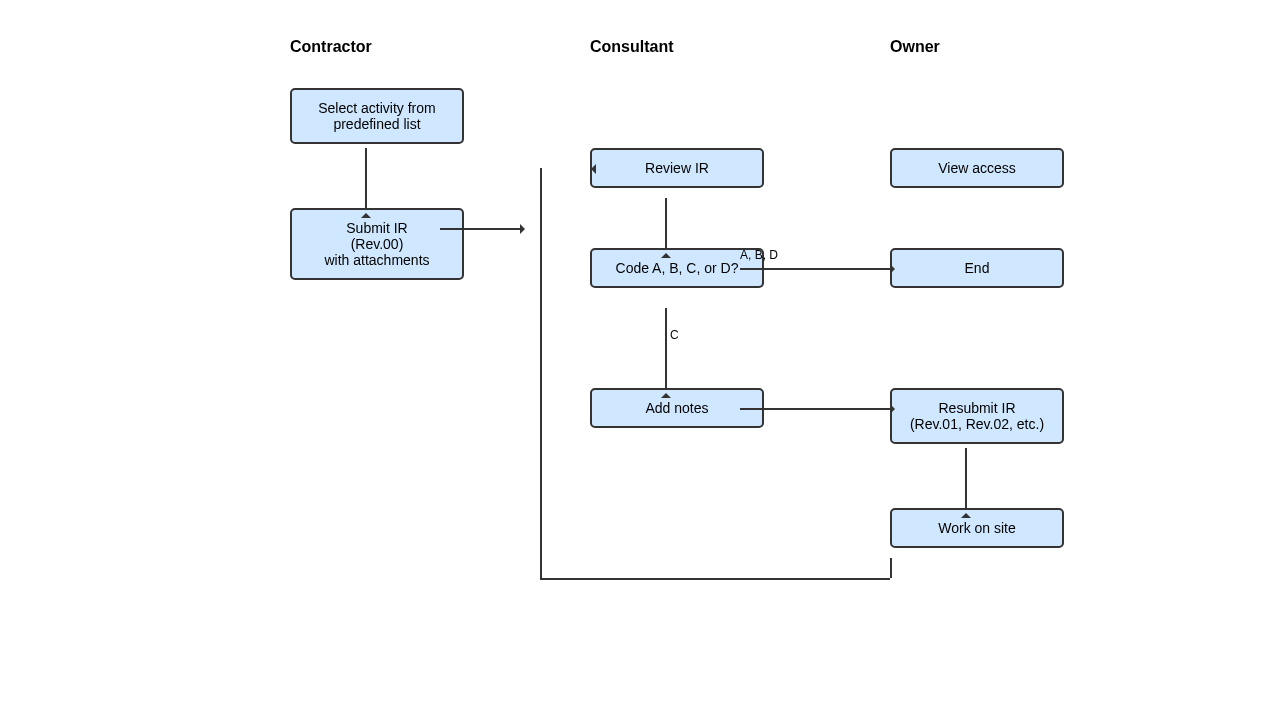 Contractor
Consultant
Owner
Select activity from
predefined list
Review IR
View access
Submit IR
(Rev.00)
with attachments
A, B, D
Code A, B, C, or D?
End
C
Add notes
Resubmit IR
(Rev.01, Rev.02, etc.)
Work on site